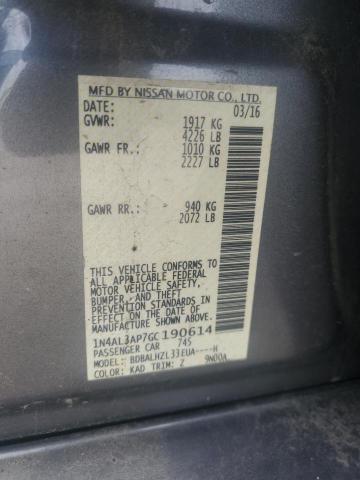 MFD BY NISSAN MOTOR CO., LTD.
DATE: 03/16
GVWR: 1917 KG
4226 LB
GAWR FR: 1010 KG
2227 LB
GAWR RR: 940 KG
2072 LB
THIS VEHICLE CONFORMS TO
ALL APPLICABLE FEDERAL
MOTOR VEHICLE SAFETY,
BUMPER, AND THEFT
PREVENTION STANDARDS IN
EFFECT ON THE DATE OF
MANUFACTURE SHOWN ABOVE.
1N4AL3AP7GC190614
PASSENGER CAR 745
MODEL: BDBALHZL33EUA----H
COLOR: KAD TRIM: Z 9N00A